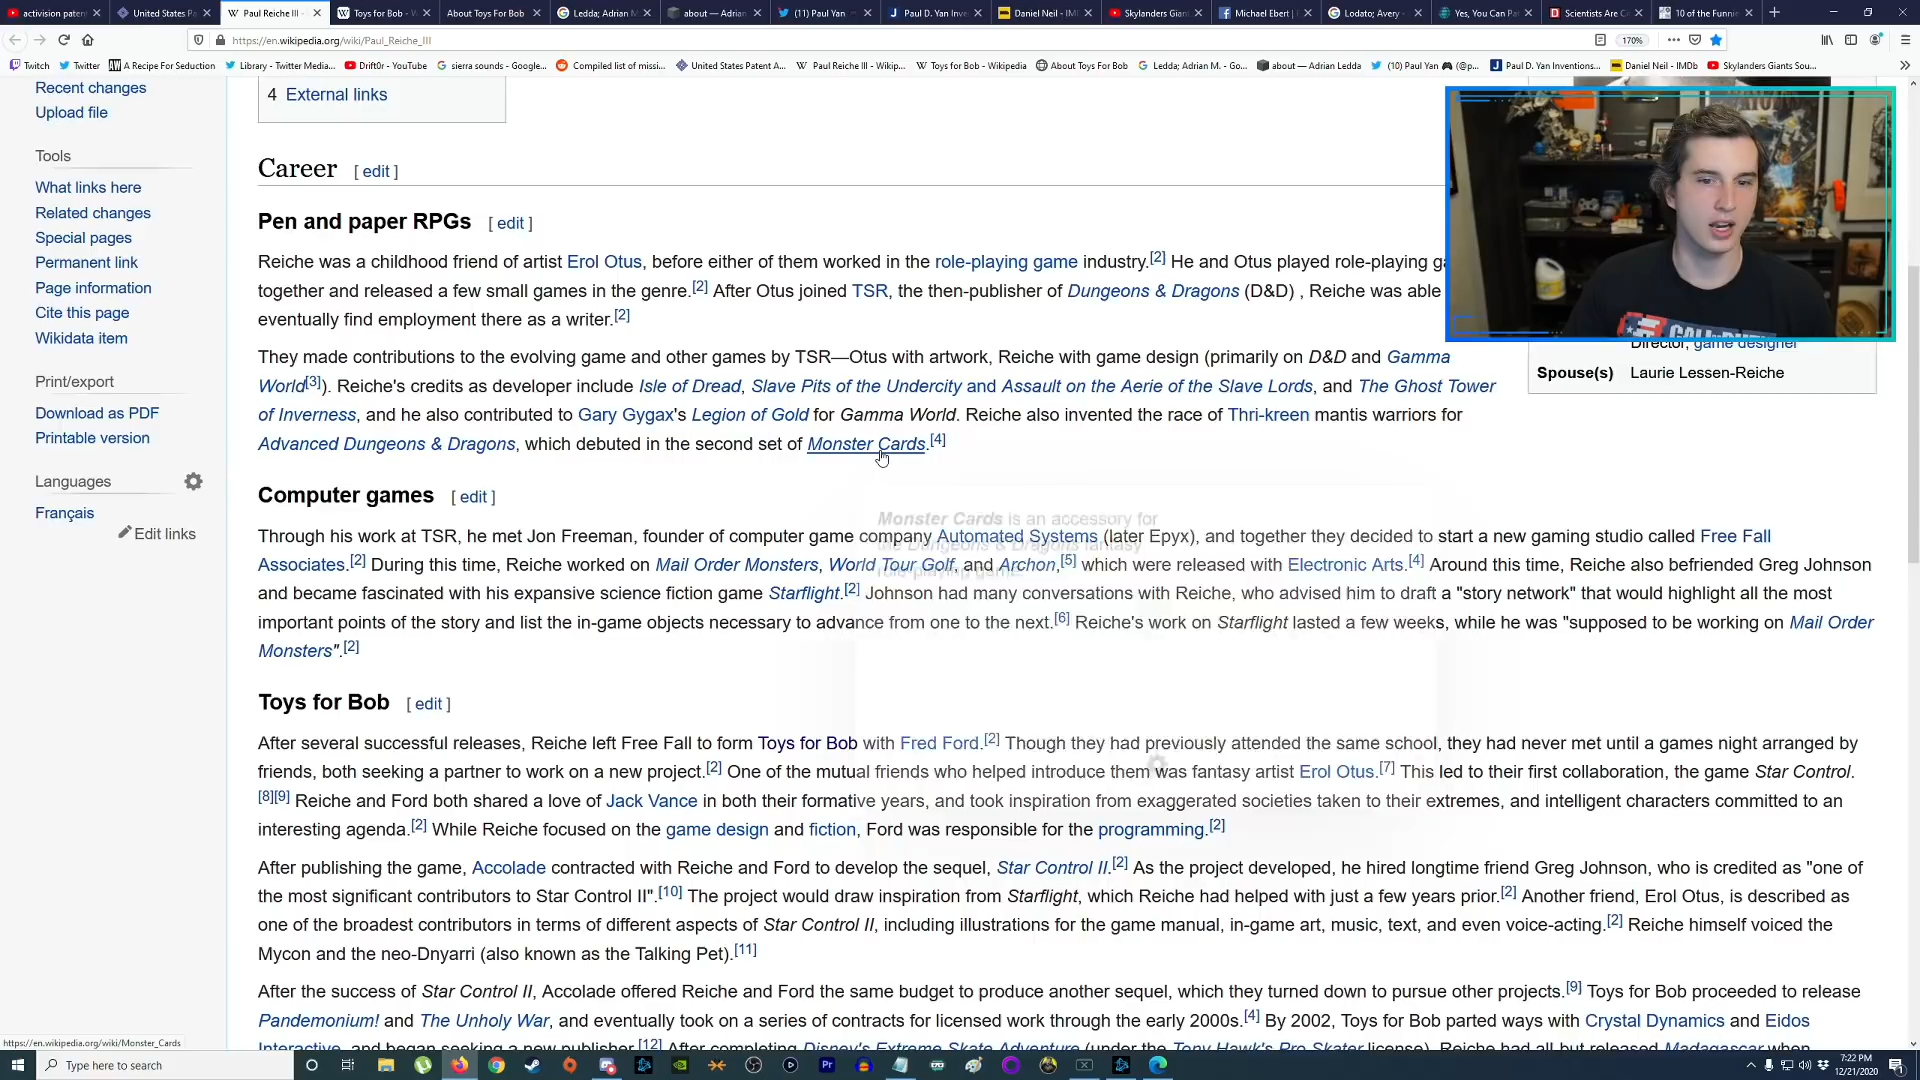 activision paten
United States Pa
Paul Reiche III -
Toys for Bob - W
About Toys For Bob
Ledda; Adrian M
about — Adrian
(11) Paul Yan
Paul D. Yan Inve
Daniel Neil - IM
Skylanders Gian
Michael Ebert |
Lodato; Avery -
Yes, You Can Pa
Scientists Are C
10 of the Funni
https://en.wikipedia.org/wiki/Paul_Reiche_III
170%
Twitch
Twitter
A Recipe For Seduction
Library - Twitter Media...
Drift0r - YouTube
sierra sounds - Google...
Compiled list of missi...
United States Patent A...
Paul Reiche III - Wikip...
Toys for Bob - Wikipedia
About Toys For Bob
Ledda; Adrian M. - Go...
about — Adrian Ledda
(10) Paul Yan 🎮 (@p...
Paul D. Yan Inventions...
Daniel Neil - IMDb
Skylanders Giants Sou...
Recent changes
Upload file
Tools
What links here
Related changes
Special pages
Permanent link
Page information
Cite this page
Wikidata item
Print/export
Download as PDF
Printable version
Languages
Français
Edit links
4 External links
Career [ edit ]
Pen and paper RPGs [ edit ]
Reiche was a childhood friend of artist Erol Otus, before either of them worked in the role-playing game industry.[2] He and Otus played role-playing ga
together and released a few small games in the genre.[2] After Otus joined TSR, the then-publisher of Dungeons & Dragons (D&D) , Reiche was able
eventually find employment there as a writer.[2]
They made contributions to the evolving game and other games by TSR—Otus with artwork, Reiche with game design (primarily on D&D and Gamma
World[3]). Reiche's credits as developer include Isle of Dread, Slave Pits of the Undercity and Assault on the Aerie of the Slave Lords, and The Ghost Tower
of Inverness, and he also contributed to Gary Gygax's Legion of Gold for Gamma World. Reiche also invented the race of Thri-kreen mantis warriors for
Advanced Dungeons & Dragons, which debuted in the second set of Monster Cards.[4]
Director, game designer
Spouse(s) Laurie Lessen-Reiche
CALL OF DU
Computer games [ edit ]
Monster Cards is an accessory for
the Dungeons & Dragons fantasy
role-playing game.
Through his work at TSR, he met Jon Freeman, founder of computer game company Automated Systems (later Epyx), and together they decided to start a new gaming studio called Free Fall
Associates.[2] During this time, Reiche worked on Mail Order Monsters, World Tour Golf, and Archon,[5] which were released with Electronic Arts.[4] Around this time, Reiche also befriended Greg Johnson
and became fascinated with his expansive science fiction game Starflight.[2] Johnson had many conversations with Reiche, who advised him to draft a "story network" that would highlight all the most
important points of the story and list the in-game objects necessary to advance from one to the next.[6] Reiche's work on Starflight lasted a few weeks, while he was "supposed to be working on Mail Order
Monsters".[2]
Toys for Bob [ edit ]
After several successful releases, Reiche left Free Fall to form Toys for Bob with Fred Ford.[2] Though they had previously attended the same school, they had never met until a games night arranged by
friends, both seeking a partner to work on a new project.[2] One of the mutual friends who helped introduce them was fantasy artist Erol Otus.[7] This led to their first collaboration, the game Star Control.
[8][9] Reiche and Ford both shared a love of Jack Vance in both their formative years, and took inspiration from exaggerated societies taken to their extremes, and intelligent characters committed to an
interesting agenda.[2] While Reiche focused on the game design and fiction, Ford was responsible for the programming.[2]
After publishing the game, Accolade contracted with Reiche and Ford to develop the sequel, Star Control II.[2] As the project developed, he hired longtime friend Greg Johnson, who is credited as "one of
the most significant contributors to Star Control II".[10] The project would draw inspiration from Starflight, which Reiche had helped with just a few years prior.[2] Another friend, Erol Otus, is described as
one of the broadest contributors in terms of different aspects of Star Control II, including illustrations for the game manual, in-game art, music, text, and even voice-acting.[2] Reiche himself voiced the
Mycon and the neo-Dnyarri (also known as the Talking Pet).[11]
After the success of Star Control II, Accolade offered Reiche and Ford the same budget to produce another sequel, which they turned down to pursue other projects.[9] Toys for Bob proceeded to release
Pandemonium! and The Unholy War, and eventually took on a series of contracts for licensed work through the early 2000s.[4] By 2002, Toys for Bob parted ways with Crystal Dynamics and Eidos
Interactive, and began seeking a new publisher.[12] After completing Disney's Extreme Skate Adventure (under the Tony Hawk's Pro Skater license), Reiche had all but released Madagascar when
https://en.wikipedia.org/wiki/Monster_Cards
Type here to search
7:22 PM
12/21/2020